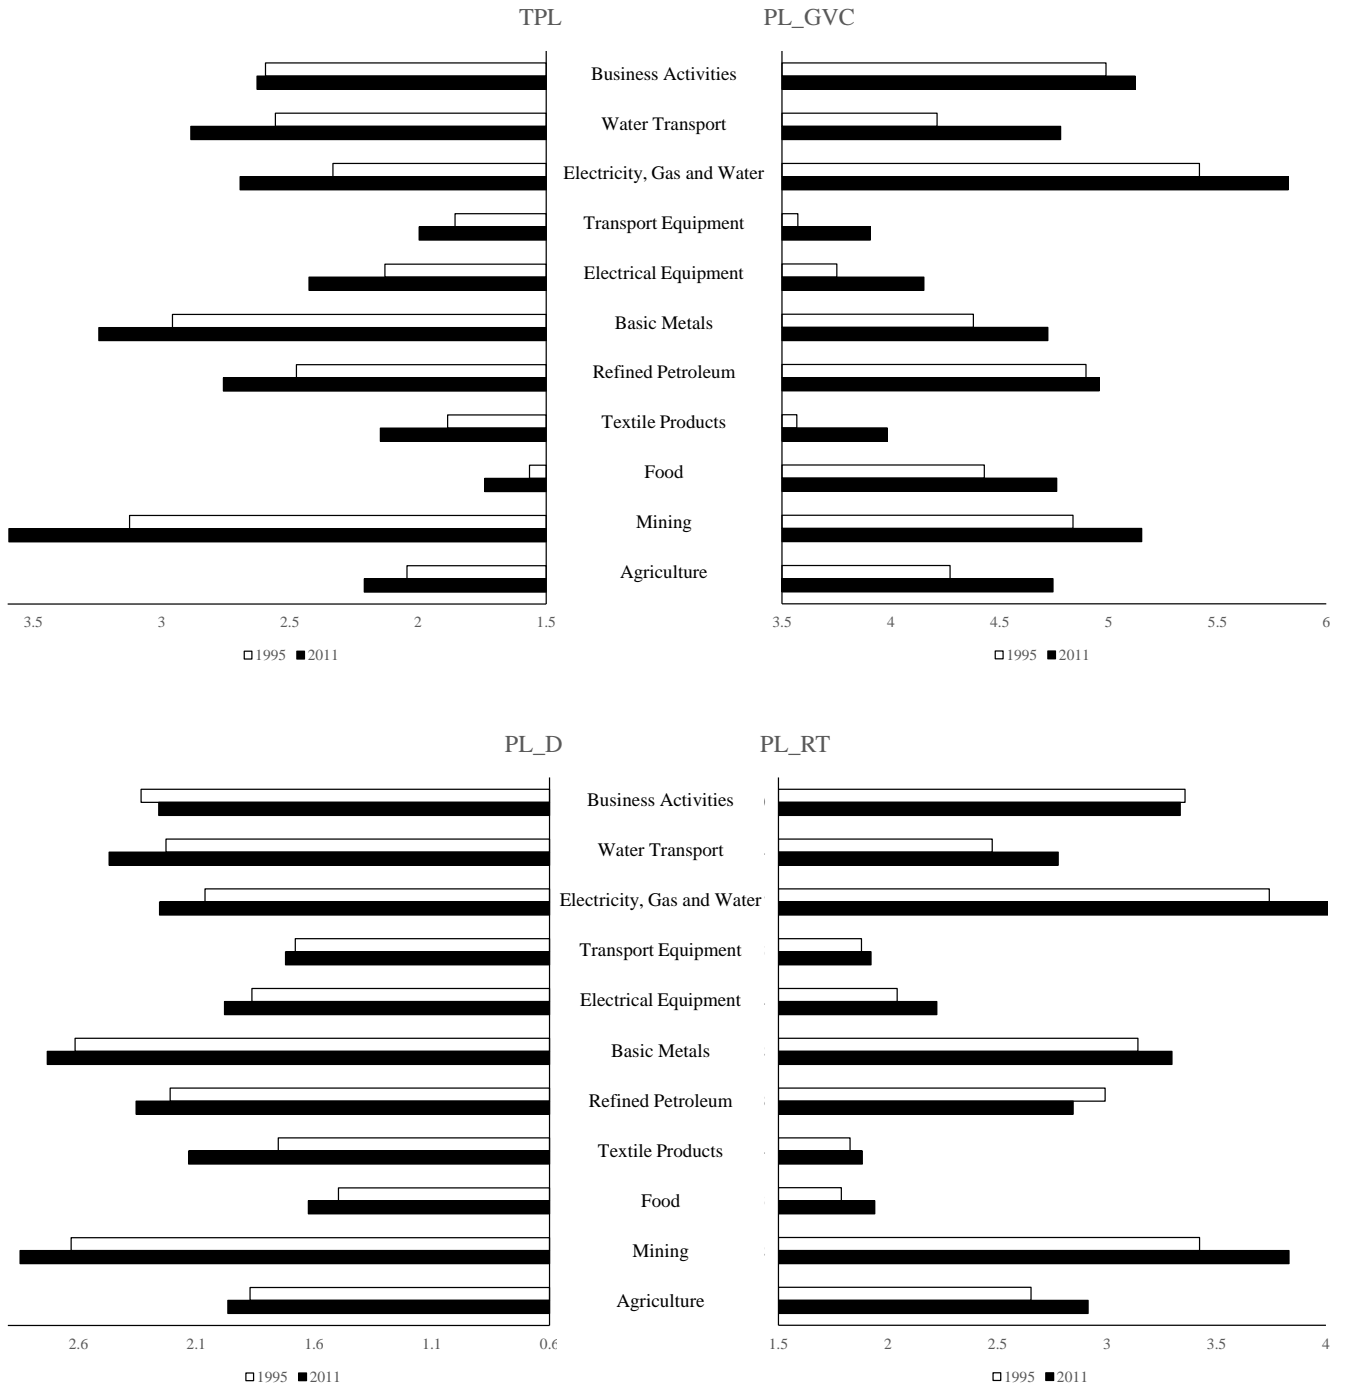 TPL PL_GVC
Business Activities
Water Transport
Electricity, Gas and Water
Transport Equipment
Electrical Equipment
Basic Metals
Refined Petroleum
Textile Products
Food
Mining
Agriculture
3.5 3 2.5 2 1.5 3.5 4 4.5 5 5.5 6
1995 2011 1995 2011
PL_D PL_RT
Business Activities
Water Transport
Electricity, Gas and Water
Transport Equipment
Electrical Equipment
Basic Metals
Refined Petroleum
Textile Products
Food
Mining
Agriculture
2.6 2.1 1.6 1.1 0.6 1.5 2 2.5 3 3.5 4
1995 2011 1995 2011